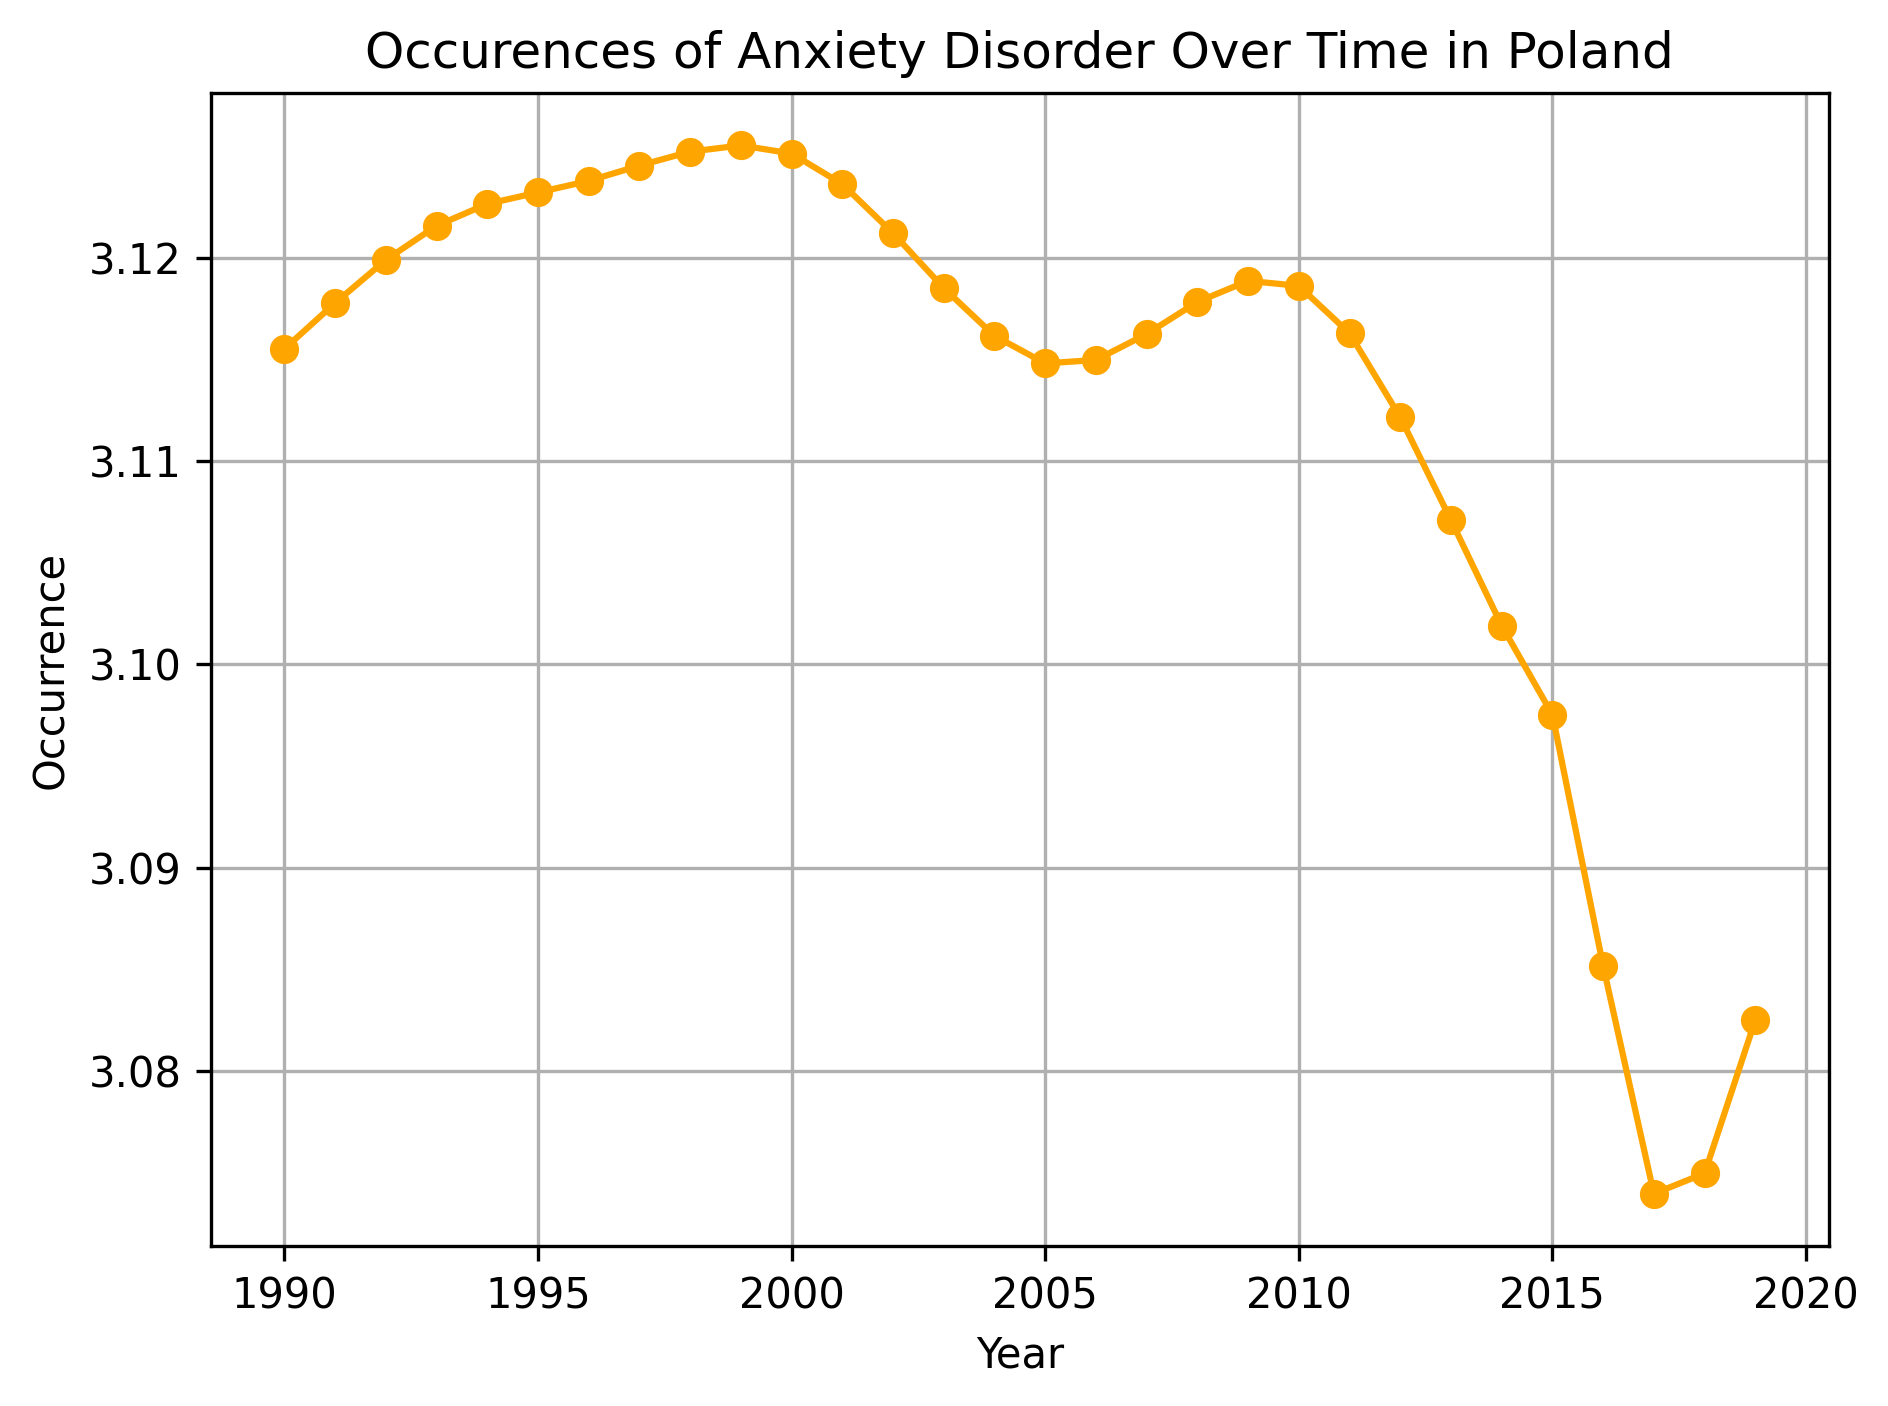 Occurences of Anxiety Disorder Over Time in Poland
3.12
3.11
3.10
3.09
3.08
Occurrence
1990 1995 2000 2005 2010 2015 2020
Year